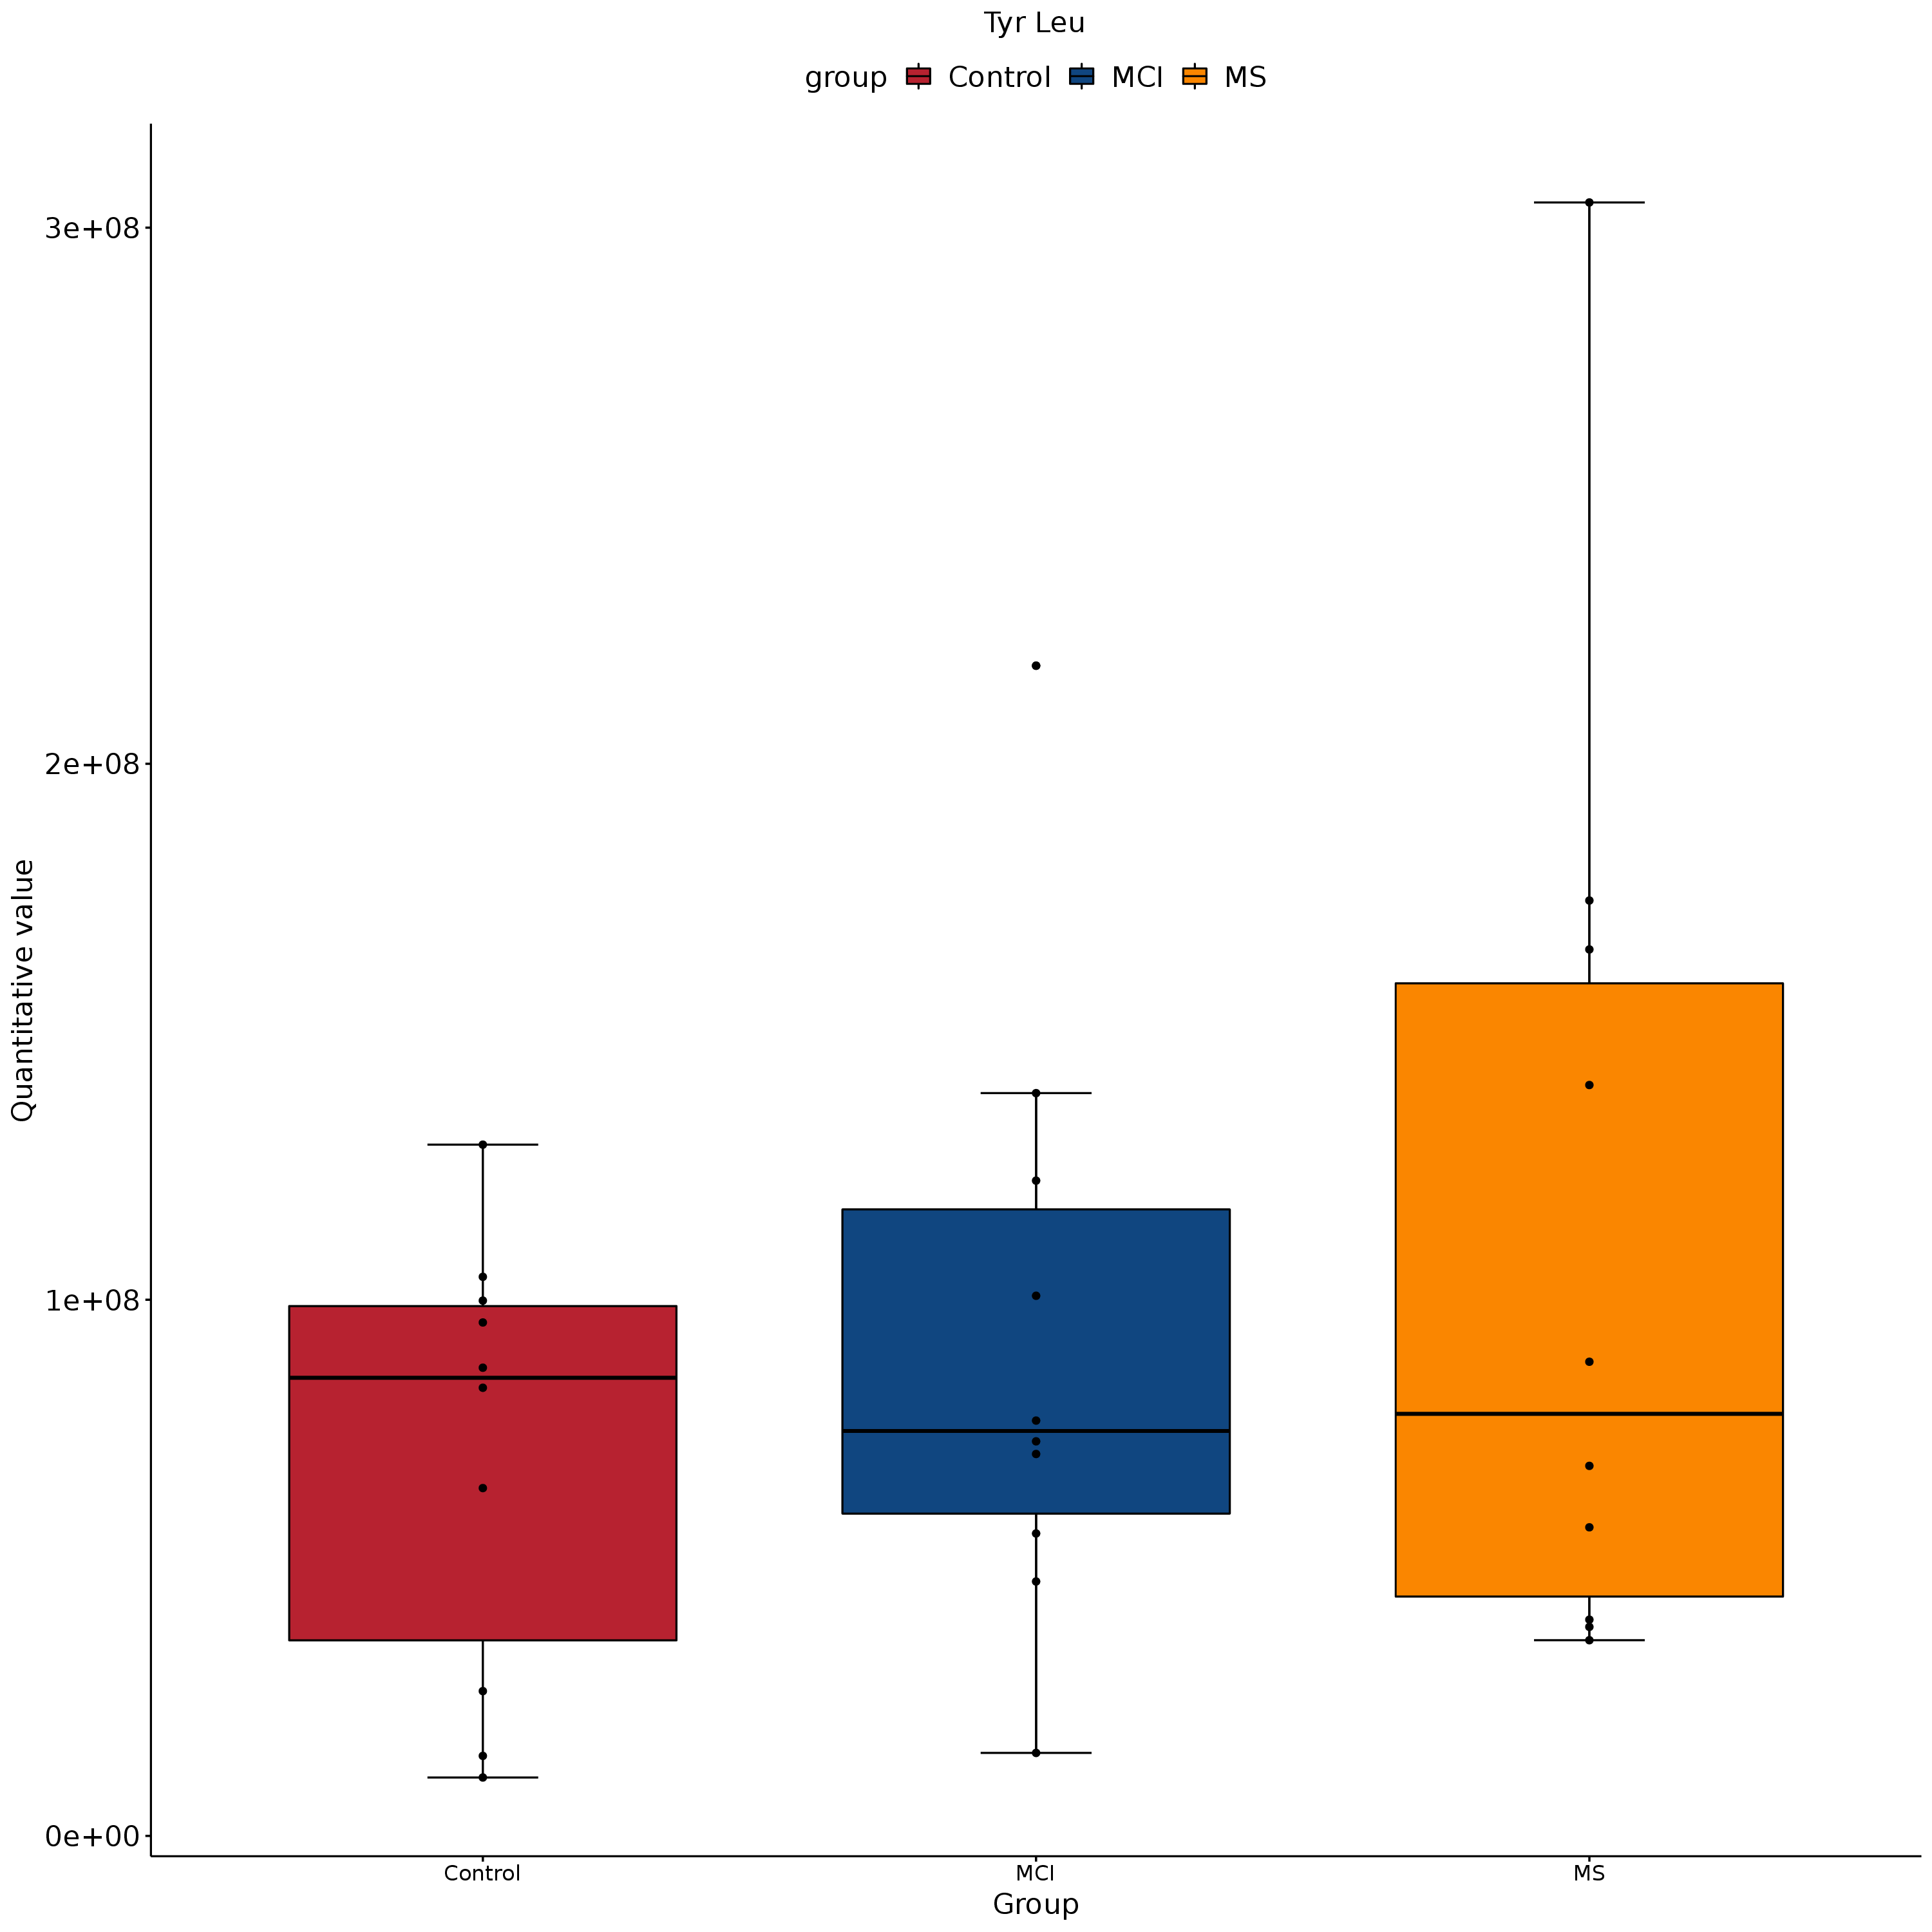 Tyr Leu
group Control MCI MS
3e+08
2e+08
1e+08
0e+00
Quantitative value
Control MCI MS
Group